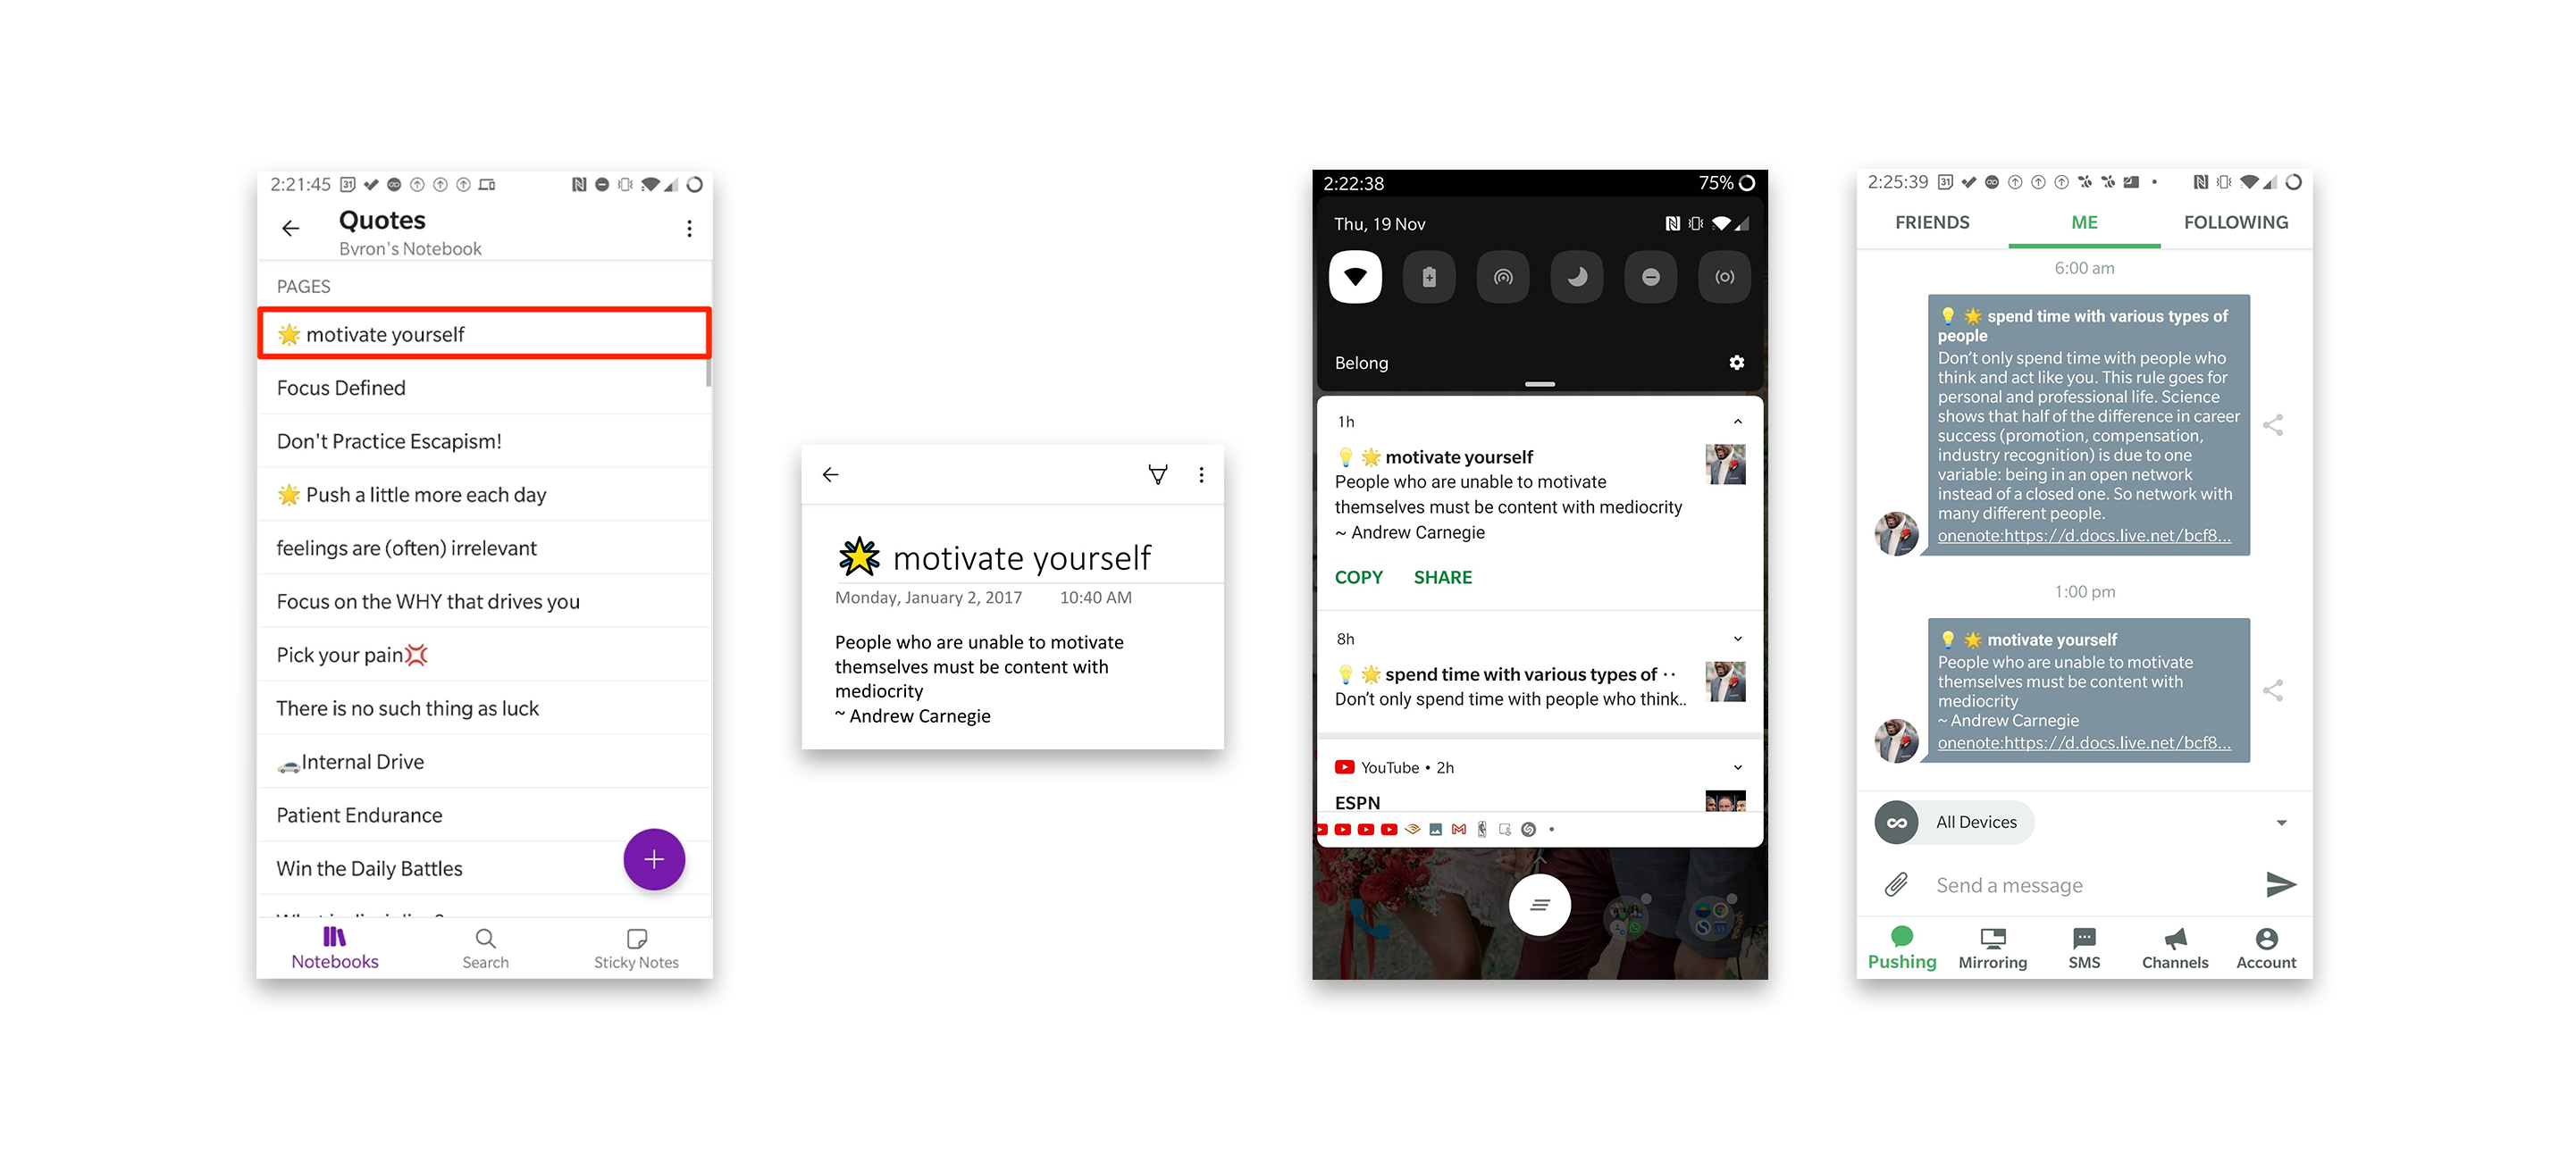 2:21:45
31
Quotes
Byron's Notebook
PAGES
🌟 motivate yourself
Focus Defined
Don't Practice Escapism!
🌟 Push a little more each day
feelings are (often) irrelevant
Focus on the WHY that drives you
Pick your pain💢
There is no such thing as luck
🚗Internal Drive
Patient Endurance
Win the Daily Battles
Notebooks
Search
Sticky Notes
🌟 motivate yourself
Monday, January 2, 2017 10:40 AM
People who are unable to motivate
themselves must be content with
mediocrity
~ Andrew Carnegie
2:22:38 75%
Thu, 19 Nov
Belong
1h
💡 🌟 motivate yourself
People who are unable to motivate
themselves must be content with mediocrity
~ Andrew Carnegie
COPY SHARE
8h
💡 🌟 spend time with various types of ··
Don't only spend time with people who think..
YouTube • 2h
ESPN
2:25:39
31
FRIENDS ME FOLLOWING
6:00 am
💡 🌟 spend time with various types of
people
Don't only spend time with people who
think and act like you. This rule goes for
personal and professional life. Science
shows that half of the difference in career
success (promotion, compensation,
industry recognition) is due to one
variable: being in an open network
instead of a closed one. So network with
many different people.
onenote:https://d.docs.live.net/bcf8...
1:00 pm
💡 🌟 motivate yourself
People who are unable to motivate
themselves must be content with
mediocrity
~ Andrew Carnegie
onenote:https://d.docs.live.net/bcf8...
All Devices
Send a message
Pushing
Mirroring
SMS
Channels
Account